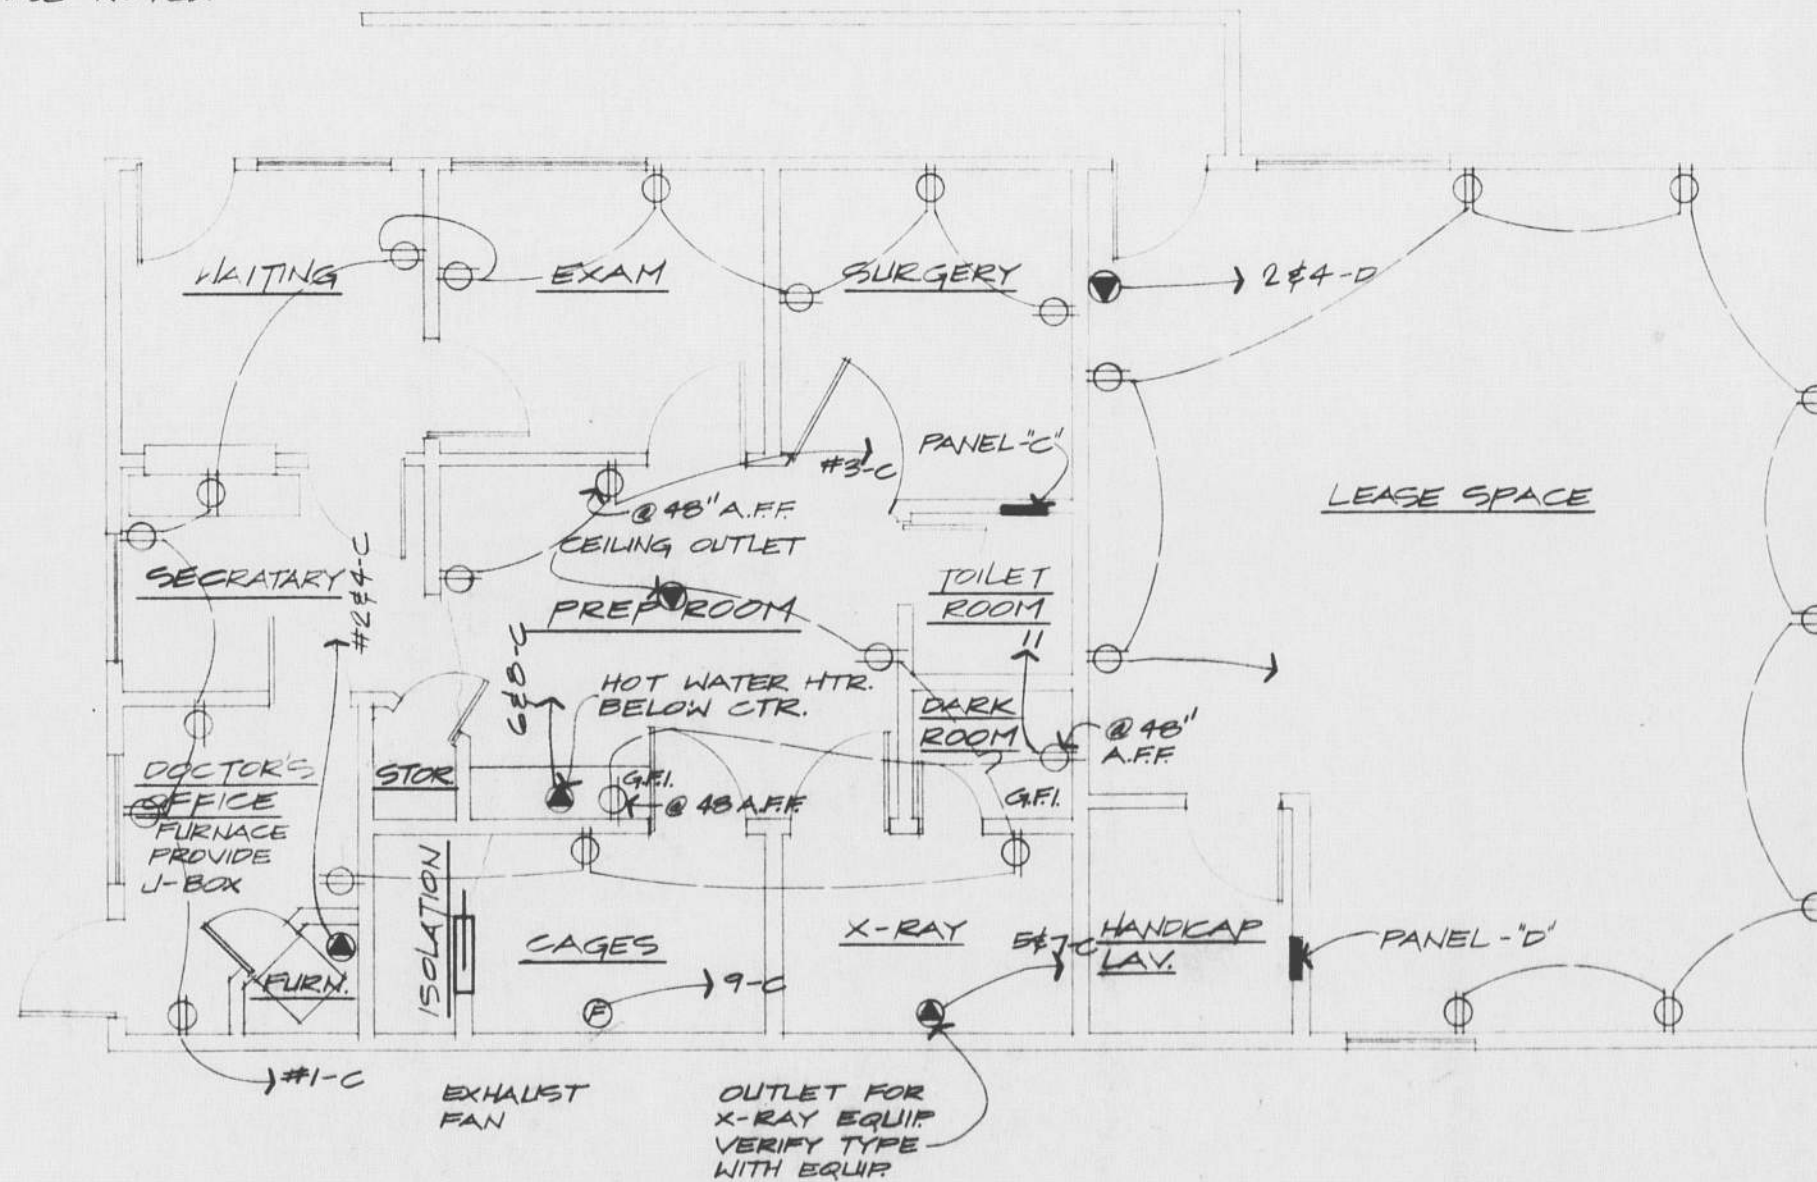 WAITING
EXAM
SURGERY
2&4-D
#3-C
PANEL-"C"
LEASE SPACE
@ 48" A.F.F.
CEILING OUTLET
SECRATARY
#2&4-C
PREP ROOM
TOILET
ROOM
11
6&8-C
HOT WATER HTR.
BELOW CTR.
DARK
ROOM
@ 48"
A.F.F.
DOCTOR'S
OFFICE
FURNACE
PROVIDE
J-BOX
STOR.
G.F.I.
@ 48 A.F.F.
G.F.I.
ISOLATION
CAGES
X-RAY
5&7-C
HANDICAP
LAV.
PANEL-"D"
FURN.
9-C
F
#1-C
EXHAUST
FAN
OUTLET FOR
X-RAY EQUIP.
VERIFY TYPE
WITH EQUIP.